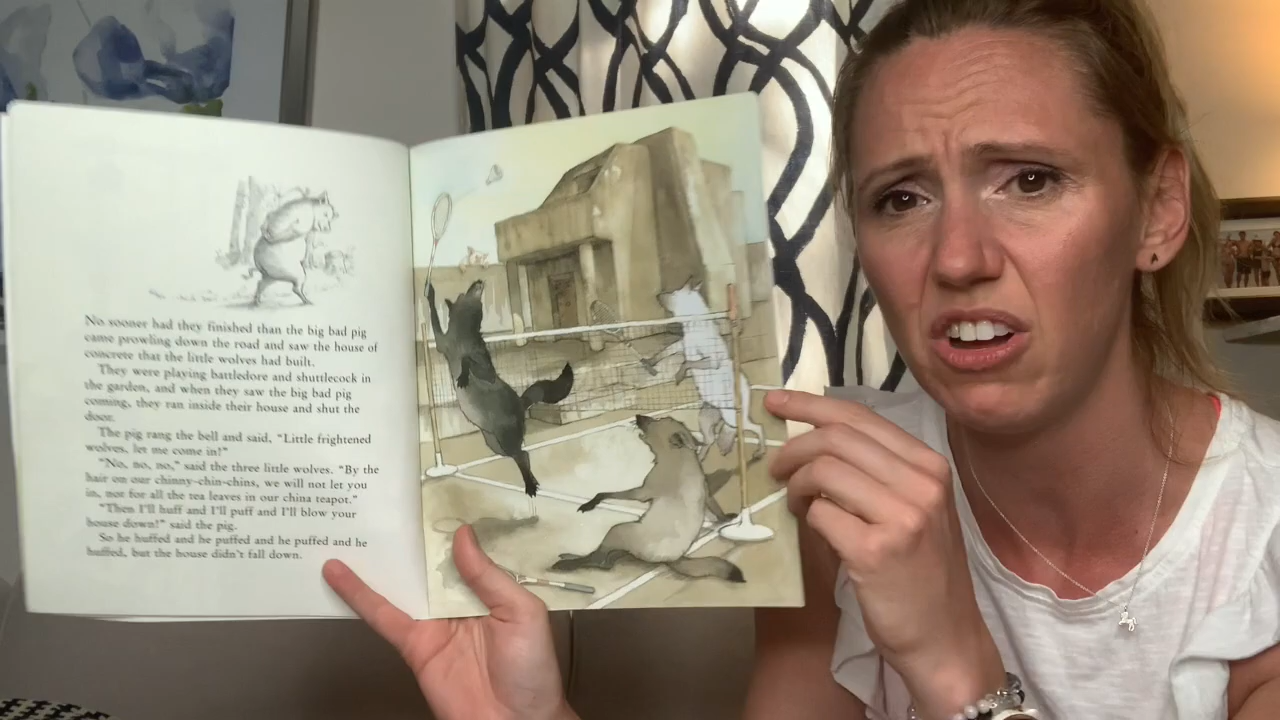 No sooner had they finished than the big bad pig
came prowling down the road and saw the house of
concrete that the little wolves had built.
They were playing battledore and shuttlecock in
the garden, and when they saw the big bad pig
coming, they ran inside their house and shut the
door.
The pig rang the bell and said, "Little frightened
wolves, let me come in!"
"No, no, no," said the three little wolves. "By the
hair on our chinny-chin-chins, we will not let you
in, not for all the tea leaves in our china teapot."
"Then I'll huff and I'll puff and I'll blow your
house down!" said the pig.
So he huffed and he puffed and he puffed and he
huffed, but the house didn't fall down.